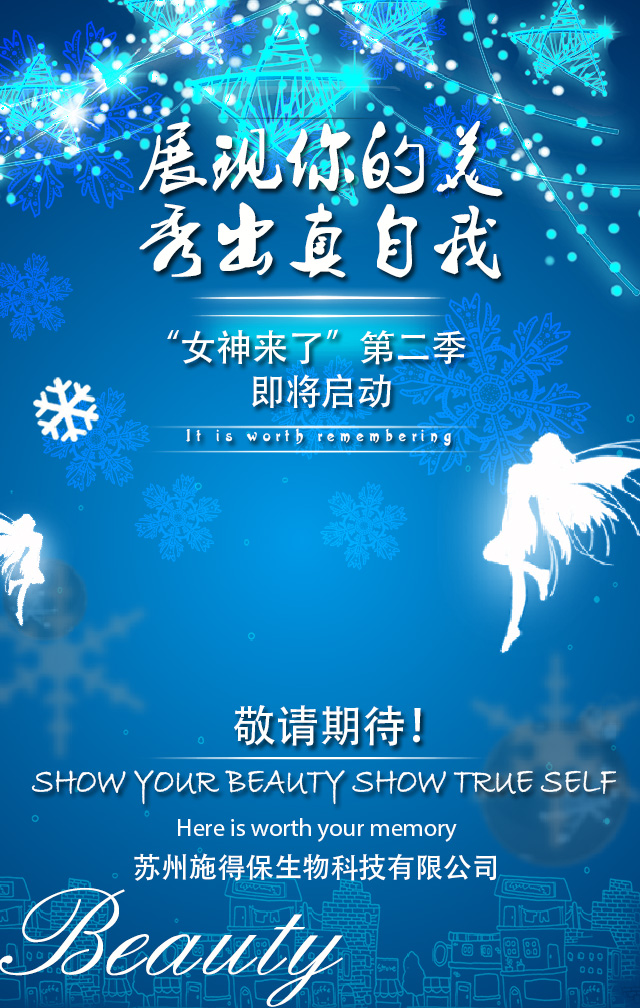 展现你的美
秀出真自我
“女神来了”第二季
即将启动
It is worth remembering
敬请期待！
SHOW YOUR BEAUTY SHOW TRUE SELF
Here is worth your memory
苏州施得保生物科技有限公司
Beauty